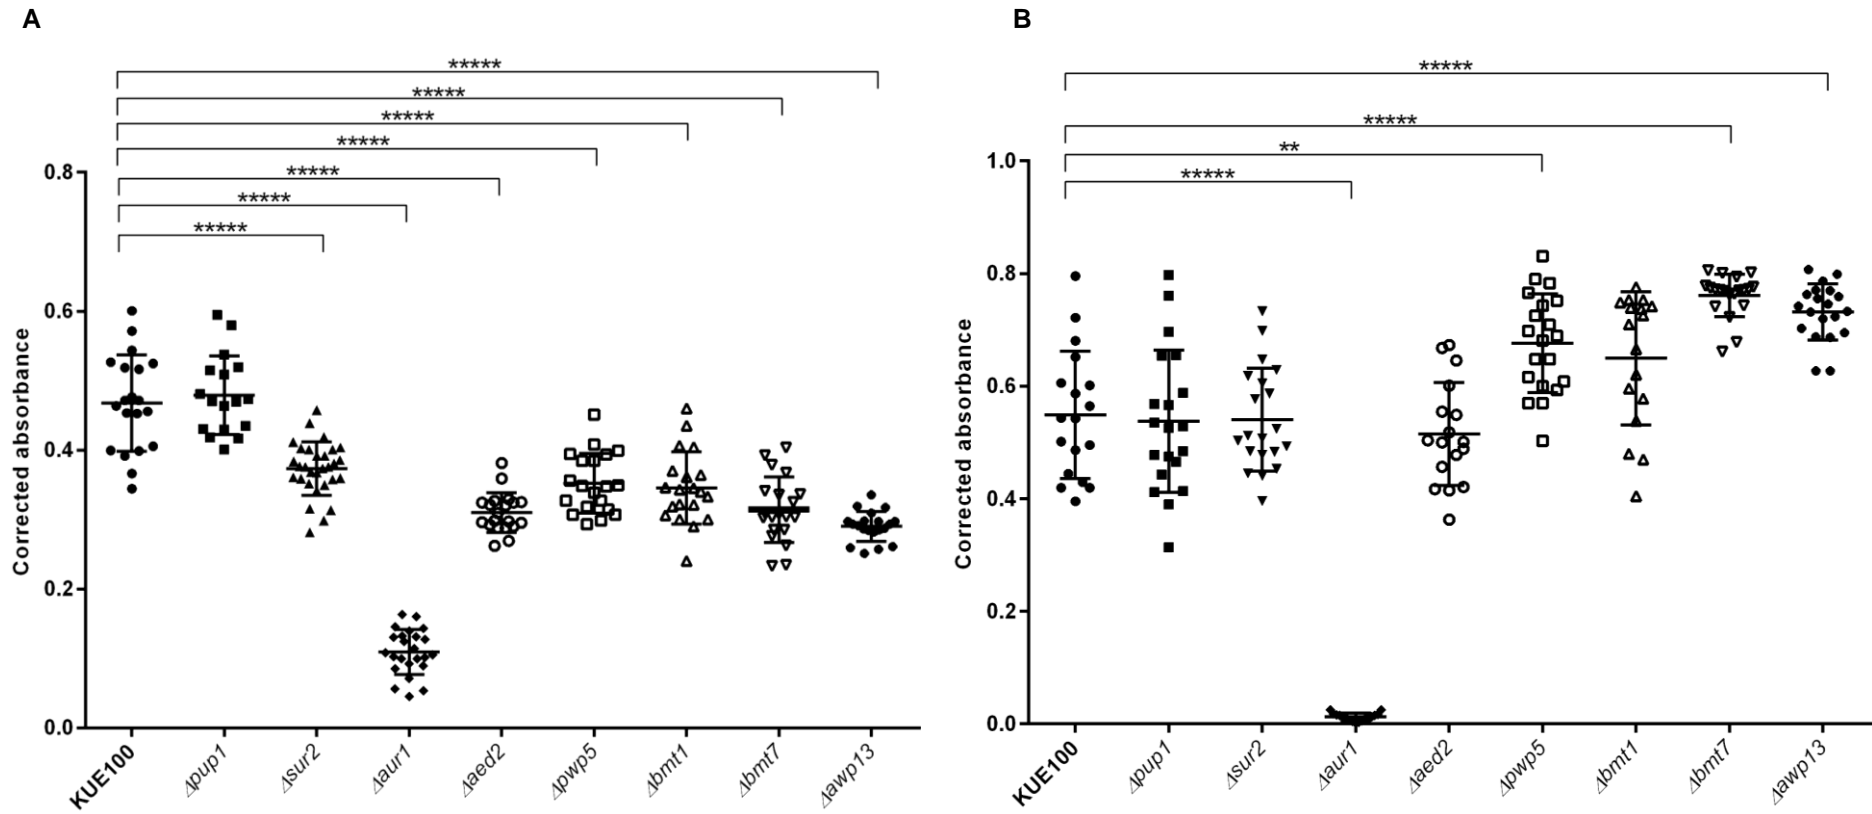 A
B
*****
*****
*****
*****
*****
*****
*****
*****
*****
**
*****
Corrected absorbance
0.8
0.6
0.4
0.2
0.0
KUE100
Δpup1
Δsur2
Δaur1
Δaed2
Δpwp5
Δbmt1
Δbmt7
Δawp13
Corrected absorbance
1.0
0.8
0.6
0.4
0.2
0.0
KUE100
Δpup1
Δsur2
Δaur1
Δaed2
Δpwp5
Δbmt1
Δbmt7
Δawp13